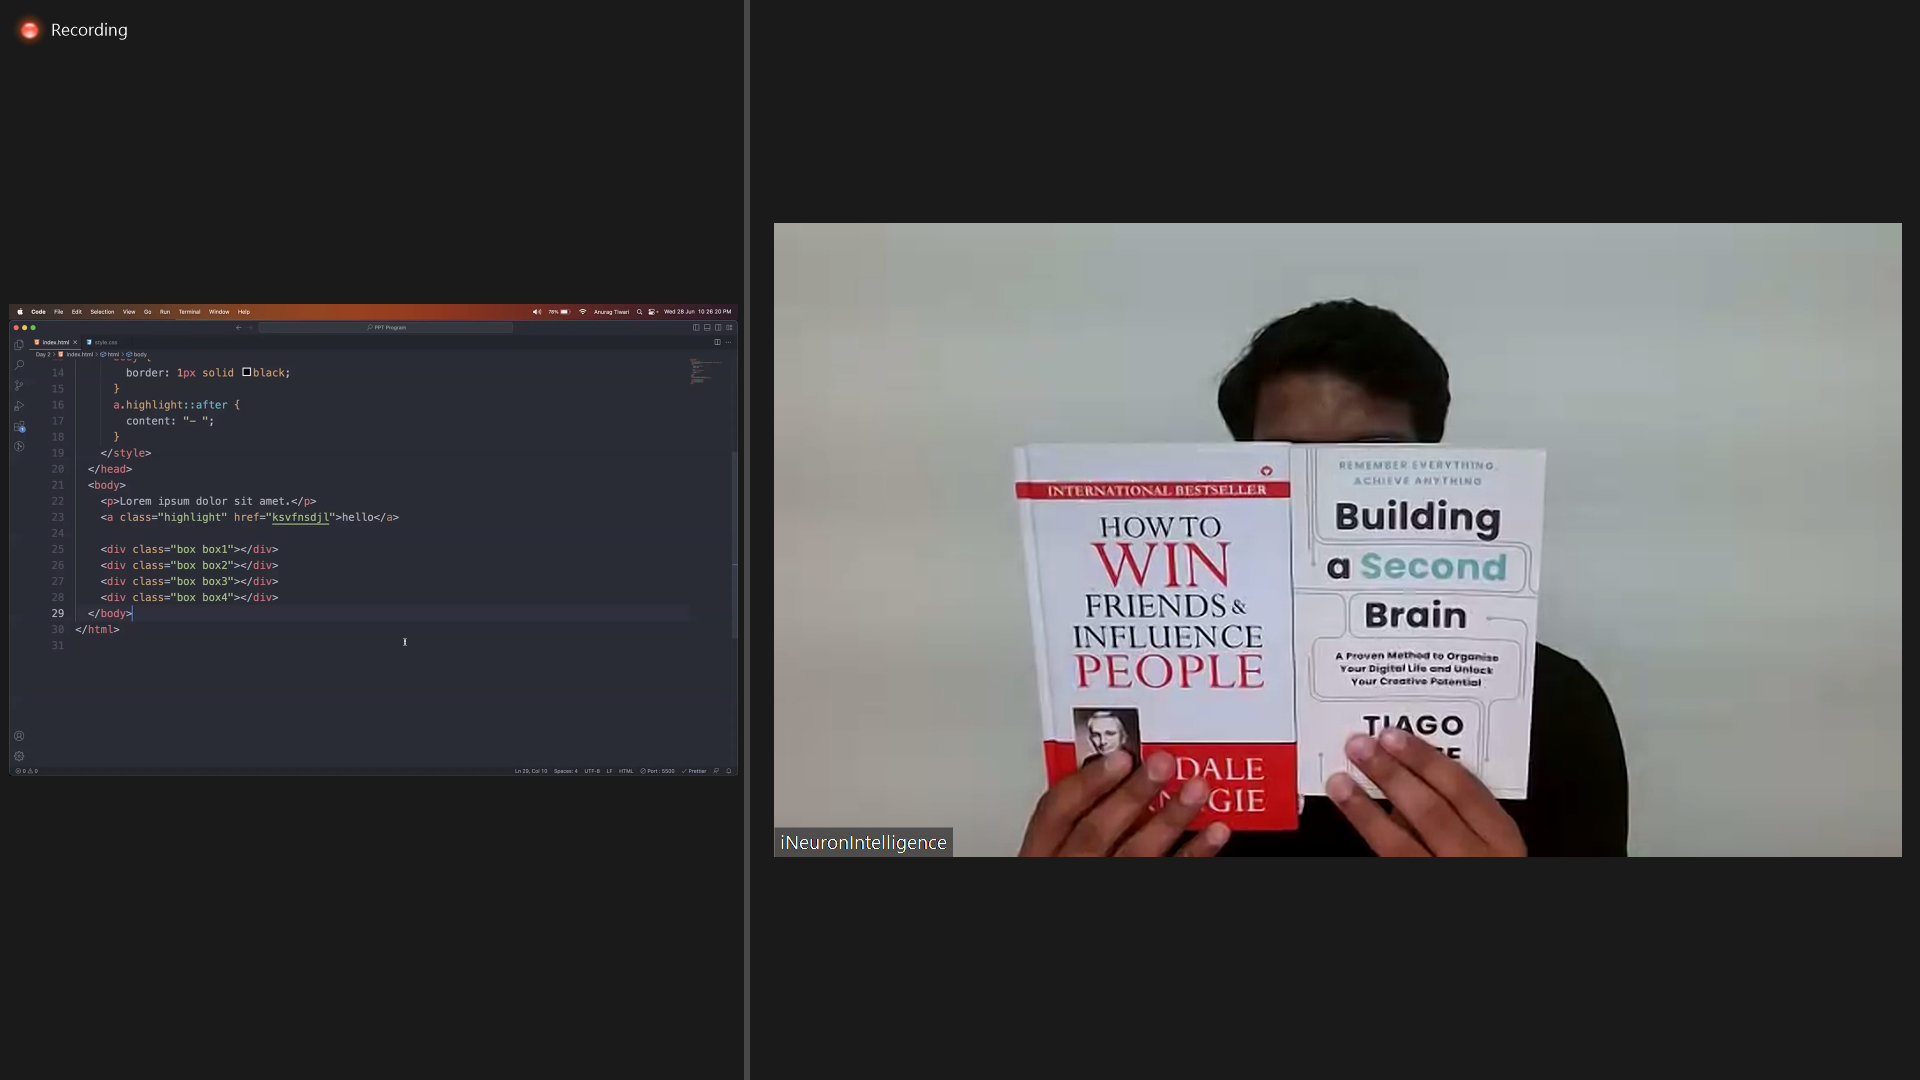 Recording
Code File Edit Selection View Go Run Terminal Window Help
78% Anurag Tiwari Wed 28 Jun 10 26 20 PM
PPT Program
index.html style.css
Day 2 > index.html > html > body
14 border: 1px solid black;
15 }
16 a.highlight::after {
17 content: "– ";
18 }
19 </style>
20 </head>
21 <body>
22 <p>Lorem ipsum dolor sit amet.</p>
23 <a class="highlight" href="ksvfnsdjl">hello</a>
24
25 <div class="box box1"></div>
26 <div class="box box2"></div>
27 <div class="box box3"></div>
28 <div class="box box4"></div>
29 </body>
30 </html>
31
0 0 Ln 29, Col 10 Spaces: 4 UTF-8 LF HTML Port : 5500 Prettier
INTERNATIONAL BESTSELLER
HOW TO
WIN
FRIENDS &
INFLUENCE
PEOPLE
DALE
REMEMBER EVERYTHING.
ACHIEVE ANYTHING
Building
a Second
Brain
A Proven Method to Organise
Your Digital Life and Unlock
Your Creative Potential
TIAGO
iNeuronIntelligence